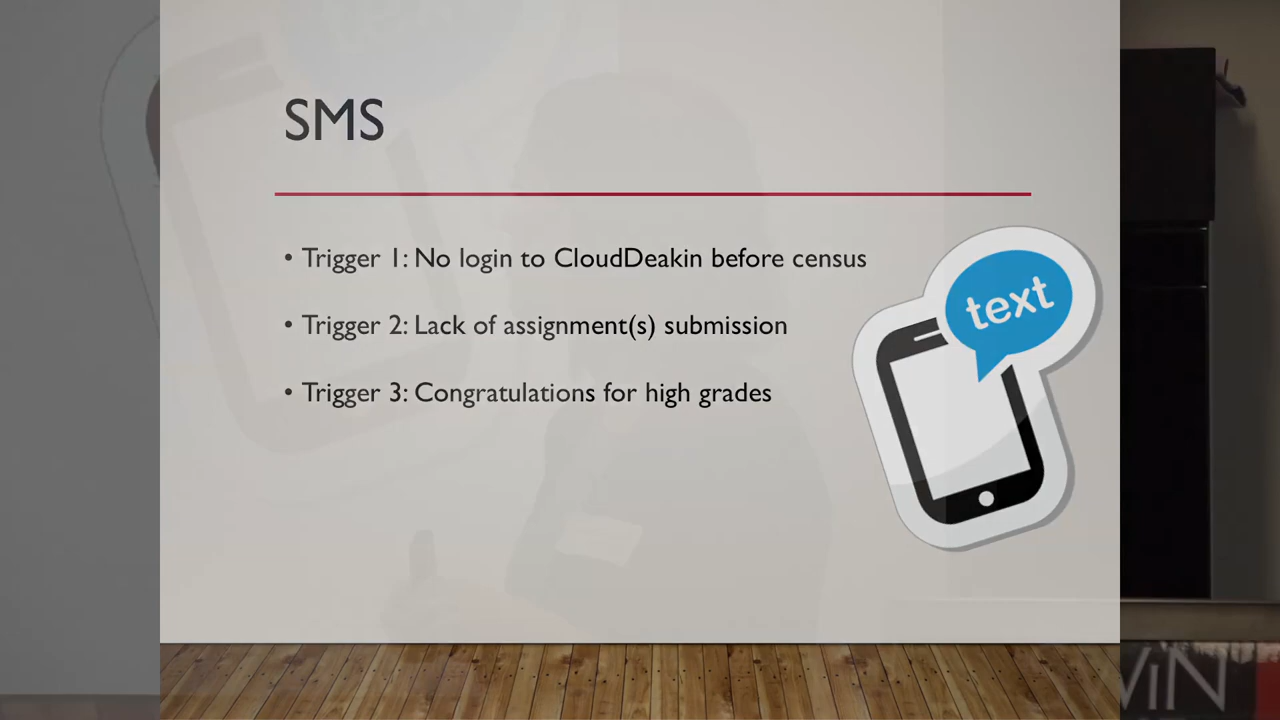 SMS
• Trigger 1: No login to CloudDeakin before census
• Trigger 2: Lack of assignment(s) submission
• Trigger 3: Congratulations for high grades
text